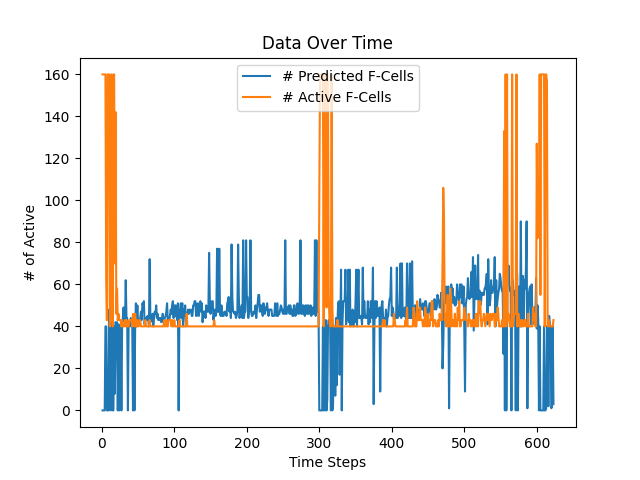 Data Over Time
# Predicted F-Cells
# Active F-Cells
# of Active
160
140
120
100
80
60
40
20
0
0 100 200 300 400 500 600
Time Steps